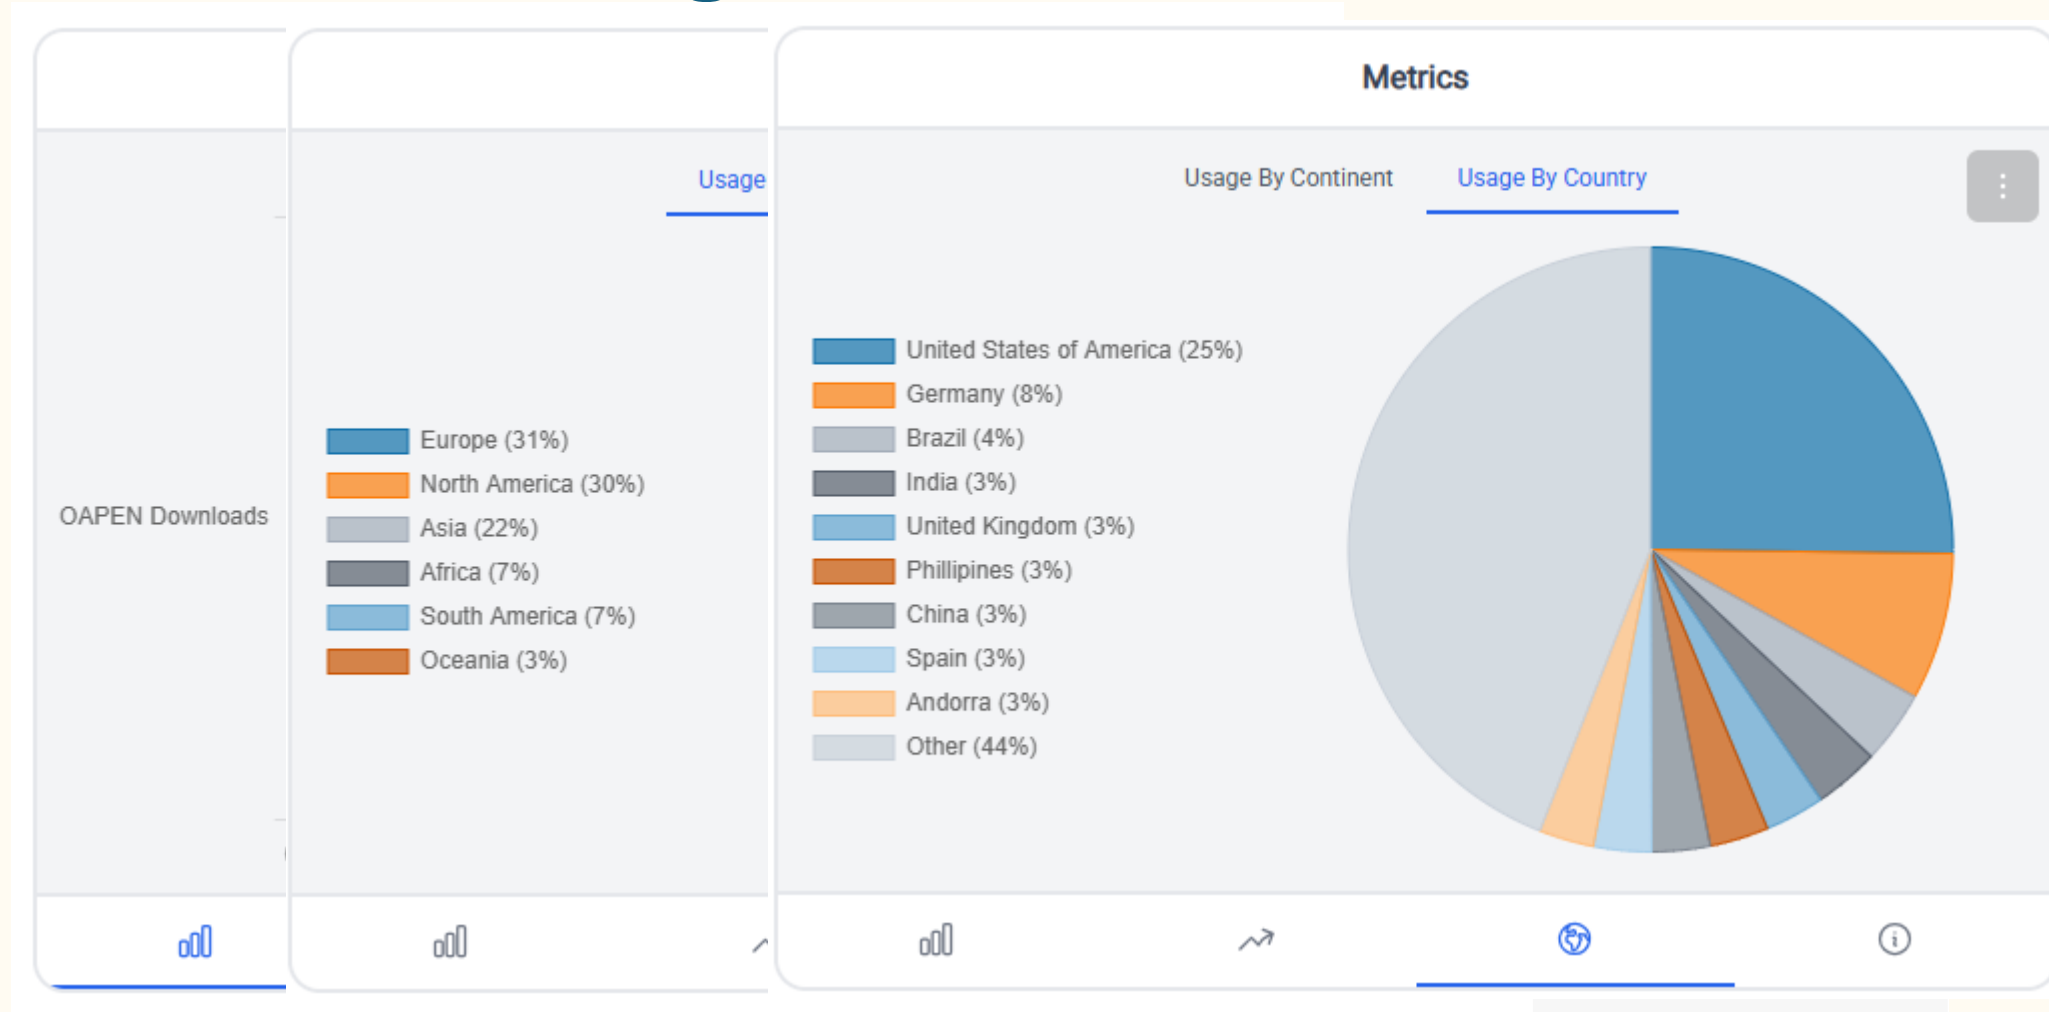 OAPEN Downloads
Usage
Europe (31%)
North America (30%)
Asia (22%)
Africa (7%)
South America (7%)
Oceania (3%)
Metrics
Usage By Continent
Usage By Country
United States of America (25%)
Germany (8%)
Brazil (4%)
India (3%)
United Kingdom (3%)
Phillipines (3%)
China (3%)
Spain (3%)
Andorra (3%)
Other (44%)